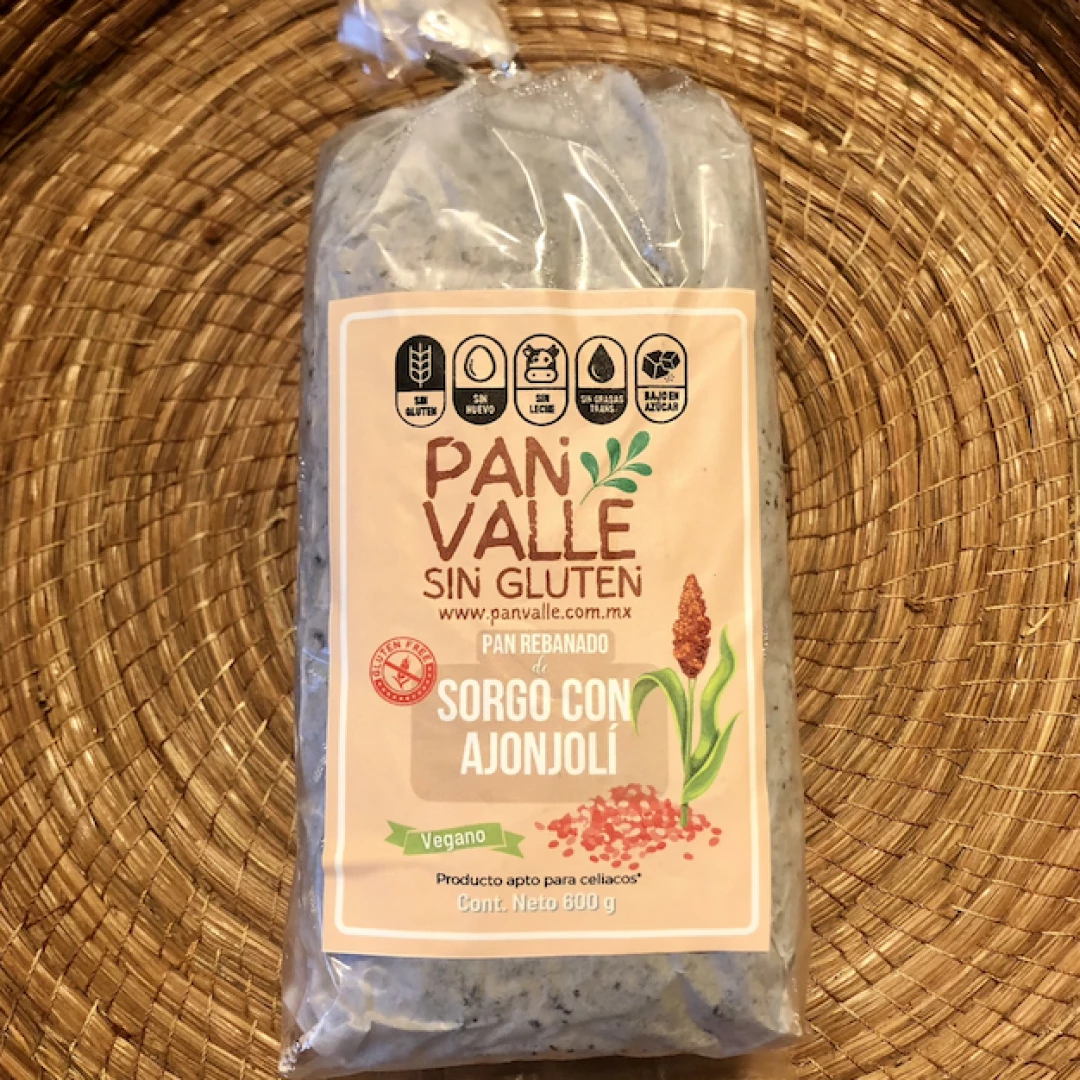 SIN GLUTEN
SIN HUEVO
SIN LECHE
SIN GRASAS TRANS
BAJO EN AZÚCAR
PAN
VALLE
SIN GLUTEN
www.panvalle.com.mx
PAN REBANADO
de
GLUTEN FREE
SORGO CON
AJONJOLÍ
Vegano
Producto apto para celiacos*
Cont. Neto 600 g